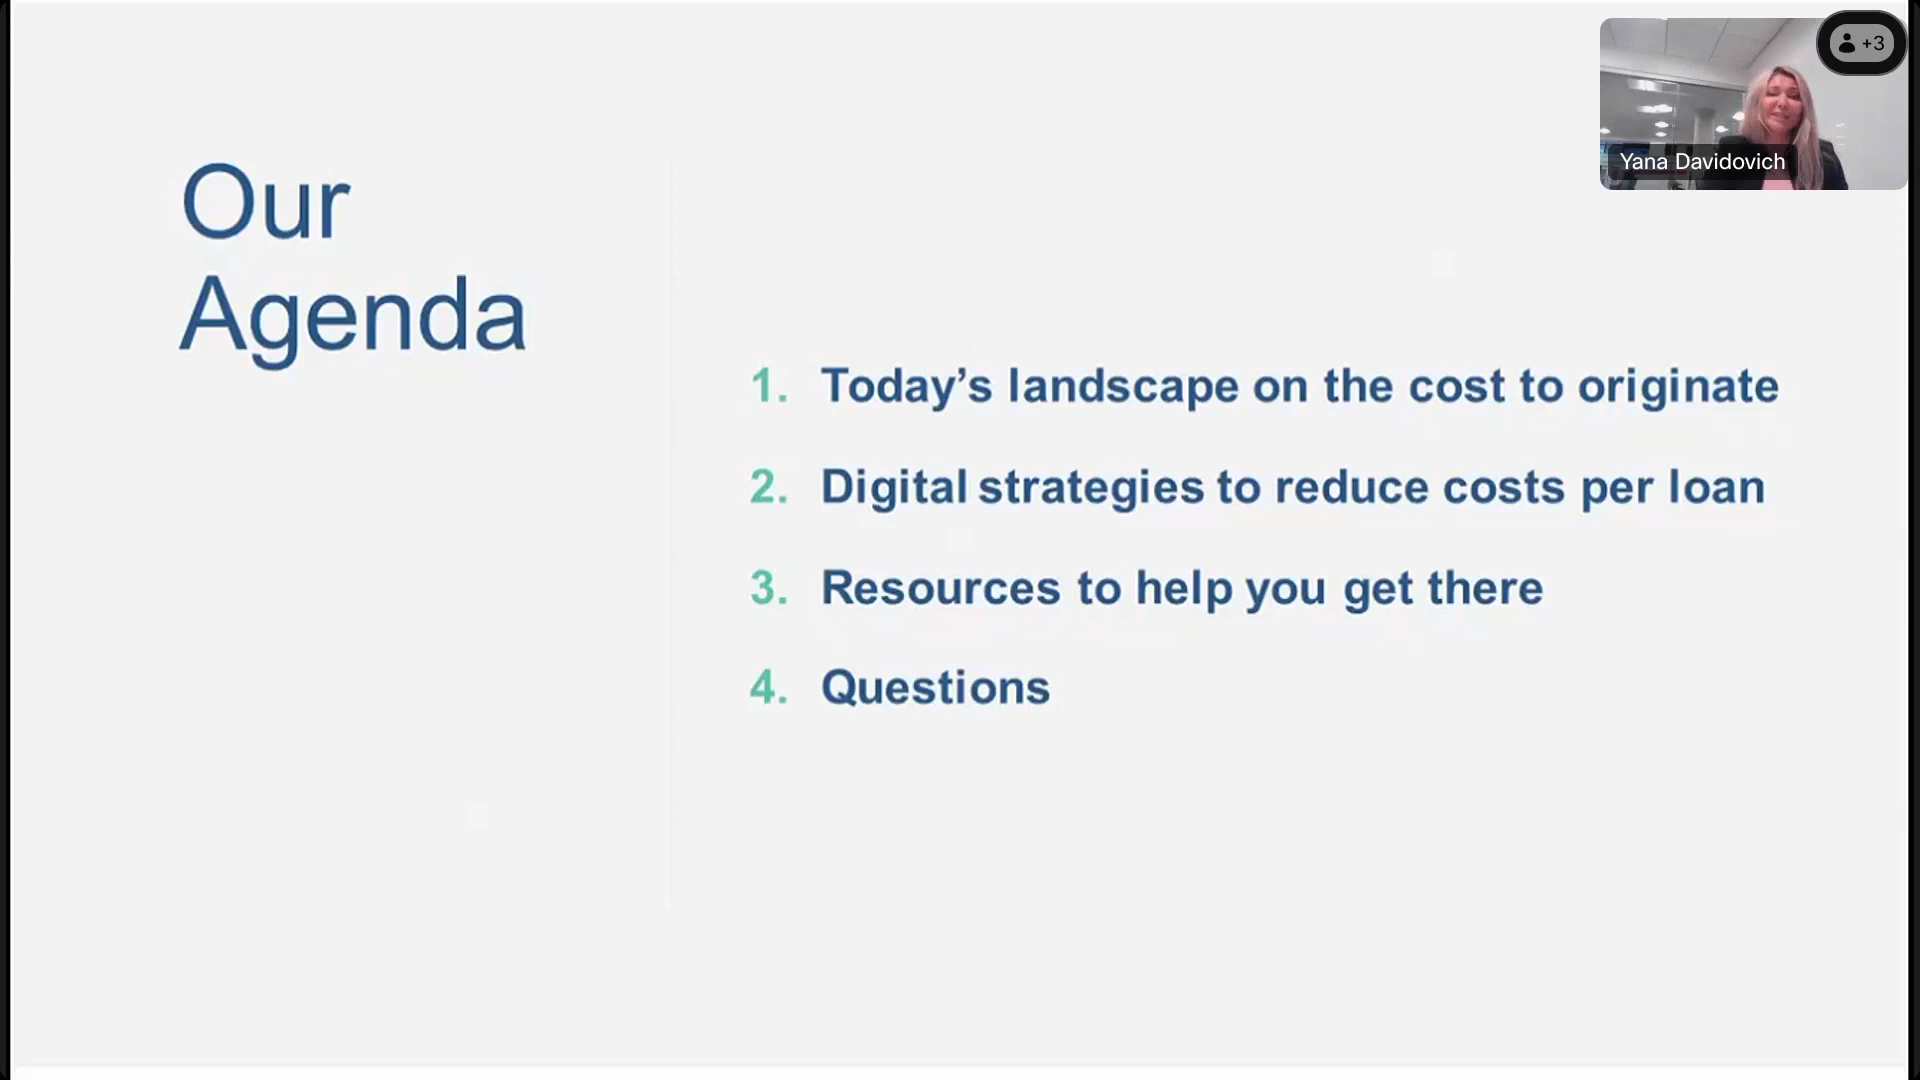 +3
Yana Davidovich
Our
Agenda
1. Today’s landscape on the cost to originate
2. Digital strategies to reduce costs per loan
3. Resources to help you get there
4. Questions